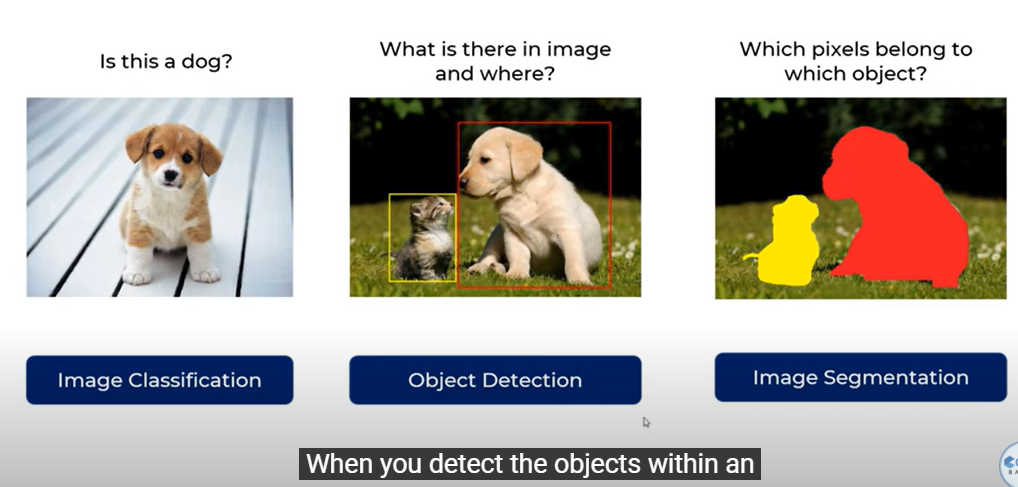 Is this a dog?
What is there in image
and where?
Which pixels belong to
which object?
Image Classification
Object Detection
Image Segmentation
When you detect the objects within an